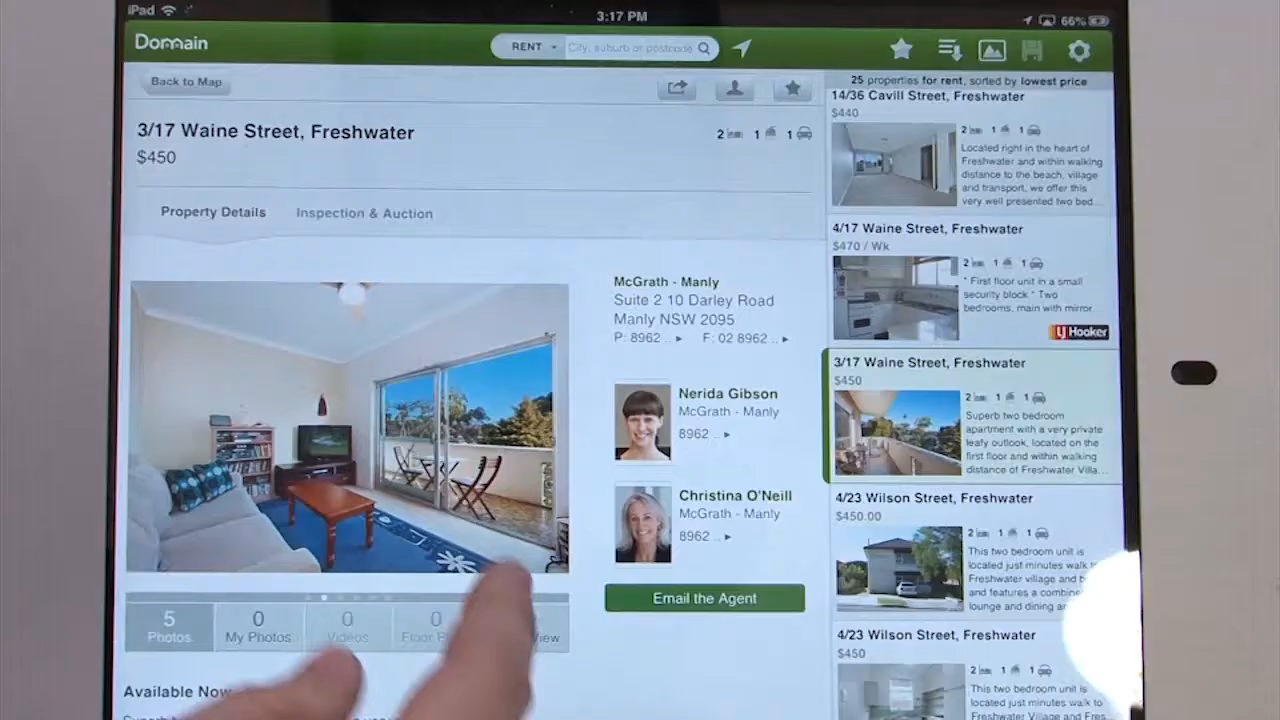 iPad
3:17 PM
66%
Domain
RENT
City, suburb or postcode
Back to Map
25 properties for rent, sorted by lowest price
3/17 Waine Street, Freshwater
$450
2 1 1
Property Details
Inspection & Auction
McGrath - Manly
Suite 2 10 Darley Road
Manly NSW 2095
P: 8962 .. F: 02 8962 ..
Nerida Gibson
McGrath - Manly
8962 ..
Christina O'Neill
McGrath - Manly
8962 ..
Email the Agent
5
Photos
0
My Photos
0
Videos
0
Floor
View
Available Now
14/36 Cavill Street, Freshwater
$440
2 1 1
Located right in the heart of
Freshwater and within walking
distance to the beach, village
and transport, we offer this
very well presented two bed...
4/17 Waine Street, Freshwater
$470 / Wk
2 1 1
* First floor unit in a small
security block * Two
bedrooms, main with mirror...
LJ Hooker
3/17 Waine Street, Freshwater
$450
2 1 1
Superb two bedroom
apartment with a very private
leafy outlook, located on the
first floor and within walking
distance of Freshwater Villa...
4/23 Wilson Street, Freshwater
$450.00
2 1 1
This two bedroom unit is
located just minutes walk
Freshwater village and
and features a combine
lounge and dining
4/23 Wilson Street, Freshwater
$450
2 1 1
This two bedroom unit is
located just minutes walk to
Freshwater Village and Fres...